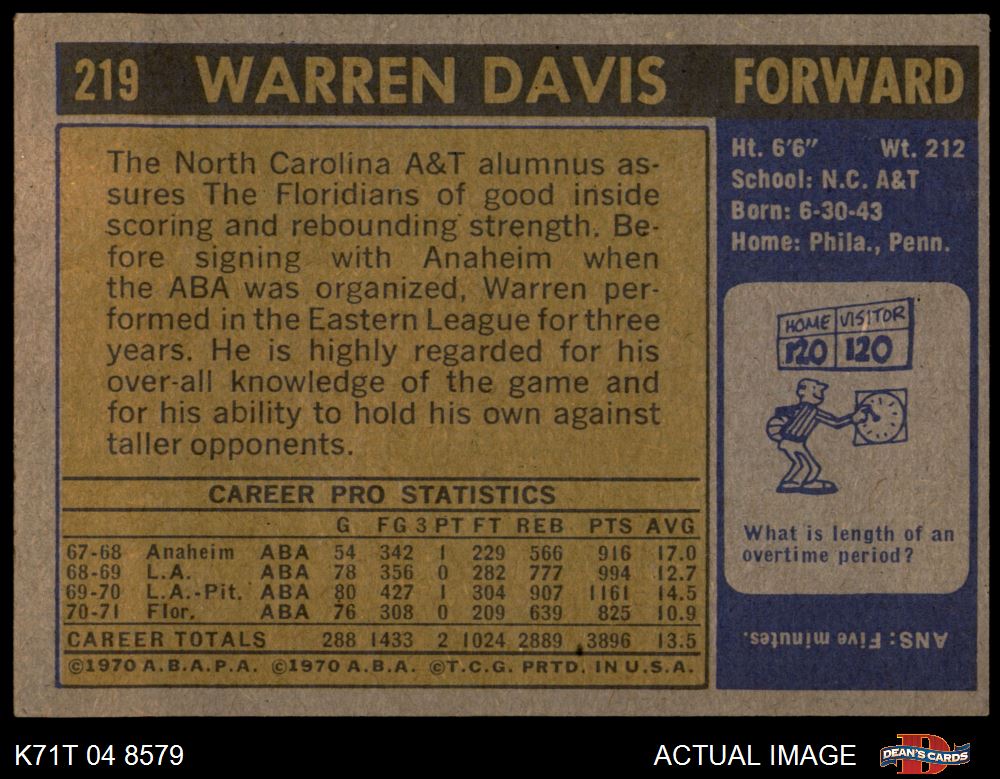 219 WARREN DAVIS FORWARD
The North Carolina A&T alumnus as-
sures The Floridians of good inside
scoring and rebounding strength. Be-
fore signing with Anaheim when
the ABA was organized, Warren per-
formed in the Eastern League for three
years. He is highly regarded for his
over-all knowledge of the game and
for his ability to hold his own against
taller opponents.
CAREER PRO STATISTICS
G FG 3 PT FT REB PTS AVG
67-68 Anaheim ABA 54 342 1 229 566 916 17.0
68-69 L.A. ABA 78 356 0 282 777 994 12.7
69-70 L.A.-Pit. ABA 80 427 1 304 907 1161 14.5
70-71 Flor. ABA 76 308 0 209 639 825 10.9
CAREER TOTALS 288 1433 2 1024 2889 3896 13.5
©1970 A.B.A.P.A. ©1970 A.B.A. ©T.C.G. PRTD. IN U.S.A.
Ht. 6'6" Wt. 212
School: N.C. A&T
Born: 6-30-43
Home: Phila., Penn.
HOME VISITOR
120 120
What is length of an
overtime period?
ANS: Five minutes.
K71T 04 8579 ACTUAL IMAGE DEAN'S CARDS